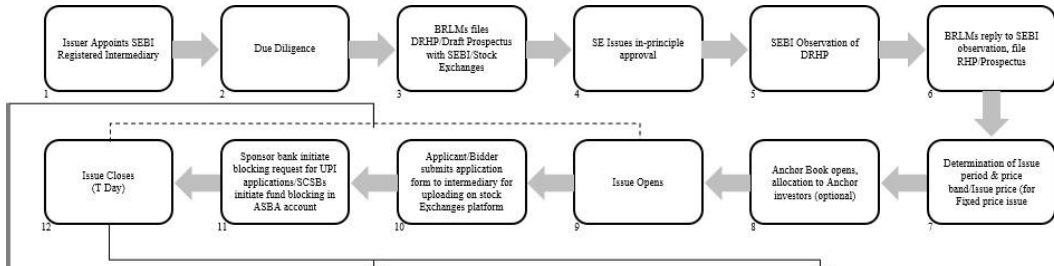 Issuer Appoints SEBI
Registered Intermediary
1
Due Diligence
2
BRLMs files
DRHP/Draft Prospectus
with SEBI/Stock
Exchanges
3
SE Issues in-principle
approval
4
SEBI Observation of
DRHP
5
BRLMs reply to SEBI
observation, file
RHP/Prospectus
6
Determination of Issue
period & price
band/Issue price (for
Fixed price issue
7
Anchor Book opens,
allocation to Anchor
investors (optional)
8
Issue Opens
9
Applicant/Bidder
submits application
form to intermediary for
uploading on stock
Exchanges platform
10
Sponsor bank initiate
blocking request for UPI
applications/SCSBs
initiate fund blocking in
ASBA account
11
Issue Closes
(T Day)
12